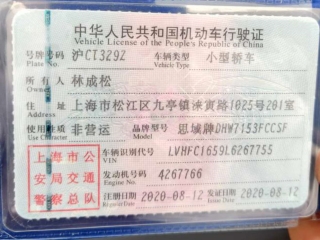 中华人民共和国机动车行驶证
Vehicle License of the People's Republic of China
号牌号码 沪CT329Z 车辆类型 小型轿车
Plate No. Vehicle Type
所有人 林成松
Owner
住址 上海市松江区九亭镇涞寅路1025号201室
Address
使用性质 非营运 品牌型号 思域牌DHW7153FCCSF
Use Character Model
上海市公
安局交通
警察总队
车辆识别代号 LVHFC1659L6267755
VIN
发动机号码 4267766
Engine No.
注册日期 2020-08-12 发证日期 2020-08-12
Register Date Issue Date